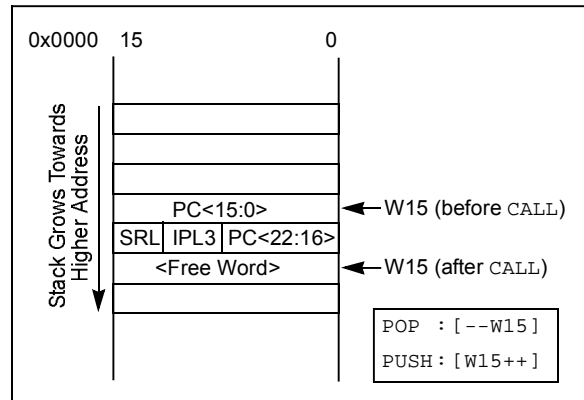 0x0000 15 0
Stack Grows Towards
Higher Address
PC<15:0>
W15 (before CALL)
SRL IPL3 PC<22:16>
<Free Word>
W15 (after CALL)
POP : [--W15]
PUSH: [W15++]